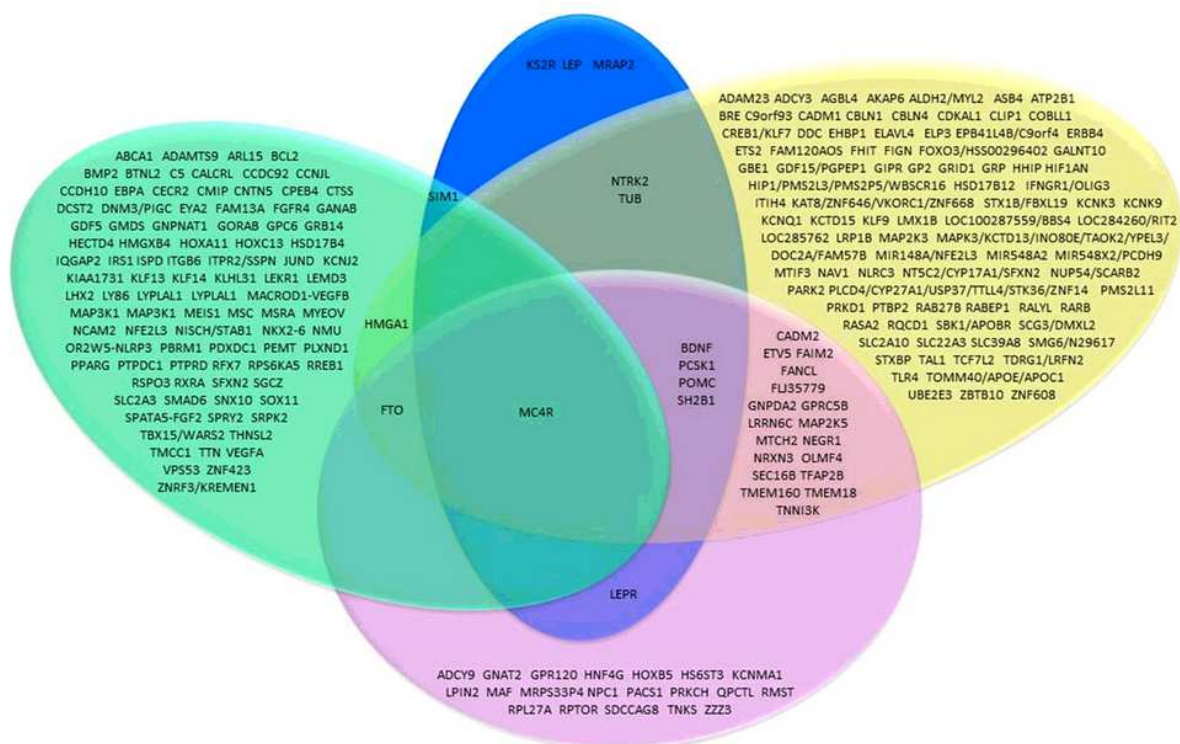 KS2R LEP MRAP2
ADAM23 ADCY3 AGBL4 AKAP6 ALDH2/MYL2 ASB4 ATP2B1
BRE C9orf93 CADM1 CBLN1 CBLN4 CDKAL1 CLIP1 COBLL1
CREB1/KLF7 DDC EHBP1 ELAVL4 ELP3 EPB41L4B/C9orf4 ERBB4
ETS2 FAM120AOS FHIT FIGN FOXO3/HSS00296402 GALNT10
GBE1 GDF15/PGPEP1 GIPR GP2 GRID1 GRP HHIP HIF1AN
HIP1/PMS2L3/PMS2P5/WBSCR16 HSD17B12 IFNGR1/OLIG3
ITIH4 KAT8/ZNF646/VKORC1/ZNF668 STX1B/FBXL19 KCNK3 KCNK9
KCNQ1 KCTD15 KLF9 LMX1B LOC100287559/BBS4 LOC284260/RIT2
LOC285762 LRP1B MAP2K3 MAPK3/KCTD13/INO80E/TAOK2/YPEL3/
DOC2A/FAM57B MIR148A/NFE2L3 MIR548A2 MIR548X2/PCDH9
MTIF3 NAV1 NLRC3 NT5C2/CYP17A1/SFXN2 NUP54/SCARB2
PARK2 PLCD4/CYP27A1/USP37/TTLL4/STK36/ZNF14 PMS2L11
PRKD1 PTBP2 RAB27B RABEP1 RALYL RARB
RASA2 RQCD1 SBK1/APOBR SCG3/DMXL2
SLC2A10 SLC22A3 SLC39A8 SMG6/N29617
STXBP TAL1 TCF7L2 TDRG1/LRFN2
TLR4 TOMM40/APOE/APOC1
UBE2E3 ZBTB10 ZNF608
ABCA1 ADAMTS9 ARL15 BCL2
BMP2 BTNL2 C5 CALCRL CCDC92 CCNJL
CCDH10 EBPA CECR2 CMIP CNTN5 CPEB4 CTSS
DCST2 DNM3/PIGC EYA2 FAM13A FGFR4 GANAB
GDF5 GMDS GNPNAT1 GORAB GPC6 GRB14
HECTD4 HMGXB4 HOXA11 HOXC13 HSD17B4
IQGAP2 IRS1 ISPD ITGB6 ITPR2/SSPN JUND KCNJ2
KIAA1731 KLF13 KLF14 KLHL31 LEKR1 LEMD3
LHX2 LY86 LYPLAL1 LYPLAL1 MACROD1-VEGFB
MAP3K1 MAP3K1 MEIS1 MSC MSRA MYEOV
NCAM2 NFE2L3 NISCH/STAB1 NKX2-6 NMU
OR2W5-NLRP3 PBRM1 PDXDC1 PEMT PLXND1
PPARG PTPDC1 PTPRD RFX7 RPS6KA5 RREB1
RSPO3 RXRA SFXN2 SGCZ
SLC2A3 SMAD6 SNX10 SOX11
SPATA5-FGF2 SPRY2 SRPK2
TBX15/WARS2 THNSL2
TMCC1 TTN VEGFA
VPS53 ZNF423
ZNRF3/KREMEN1
SIM1
NTRK2
TUB
HMGA1
FTO
MC4R
BDNF
PCSK1
POMC
SH2B1
CADM2
ETV5 FAIM2
FANCL
FLJ35779
GNPDA2 GPRC5B
LRRN6C MAP2K5
MTCH2 NEGR1
NRXN3 OLMF4
SEC16B TFAP2B
TMEM160 TMEM18
TNNI3K
LEPR
ADCY9 GNAT2 GPR120 HNF4G HOXB5 HS6ST3 KCNMA1
LPIN2 MAF MRPS33P4 NPC1 PACS1 PRKCH QPCTL RMST
RPL27A RPTOR SDCCAG8 TNKS ZZZ3